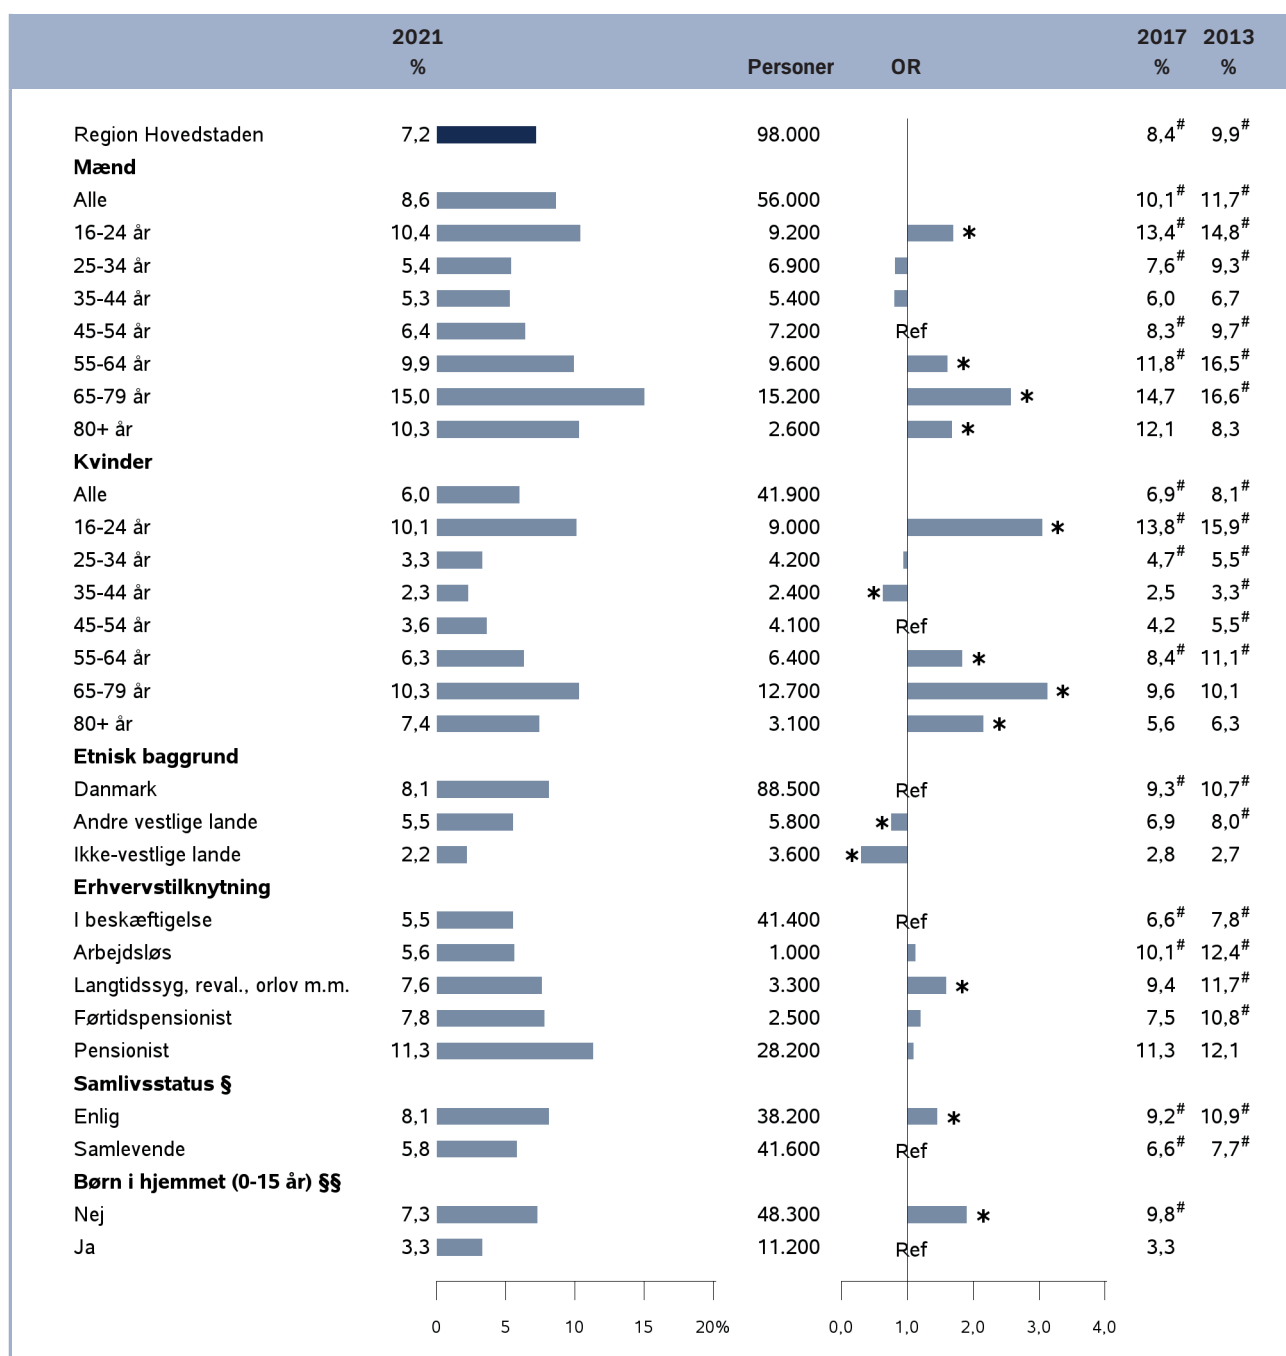 2021 2017 2013
% Personer OR % %
Region Hovedstaden 7,2 98.000 8,4# 9,9#
Mænd
Alle 8,6 56.000 10,1# 11,7#
16-24 år 10,4 9.200 * 13,4# 14,8#
25-34 år 5,4 6.900 7,6# 9,3#
35-44 år 5,3 5.400 6,0 6,7
45-54 år 6,4 7.200 Ref 8,3# 9,7#
55-64 år 9,9 9.600 * 11,8# 16,5#
65-79 år 15,0 15.200 * 14,7 16,6#
80+ år 10,3 2.600 * 12,1 8,3
Kvinder
Alle 6,0 41.900 6,9# 8,1#
16-24 år 10,1 9.000 * 13,8# 15,9#
25-34 år 3,3 4.200 4,7# 5,5#
35-44 år 2,3 2.400 * 2,5 3,3#
45-54 år 3,6 4.100 Ref 4,2 5,5#
55-64 år 6,3 6.400 * 8,4# 11,1#
65-79 år 10,3 12.700 * 9,6 10,1
80+ år 7,4 3.100 * 5,6 6,3
Etnisk baggrund
Danmark 8,1 88.500 Ref 9,3# 10,7#
Andre vestlige lande 5,5 5.800 * 6,9 8,0#
Ikke-vestlige lande 2,2 3.600 * 2,8 2,7
Erhvervstilknytning
I beskæftigelse 5,5 41.400 Ref 6,6# 7,8#
Arbejdsløs 5,6 1.000 10,1# 12,4#
Langtidssyg, reval., orlov m.m. 7,6 3.300 * 9,4 11,7#
Førtidspensionist 7,8 2.500 7,5 10,8#
Pensionist 11,3 28.200 11,3 12,1
Samlivsstatus §
Enlig 8,1 38.200 * 9,2# 10,9#
Samlevende 5,8 41.600 Ref 6,6# 7,7#
Børn i hjemmet (0-15 år) §§
Nej 7,3 48.300 * 9,8#
Ja 3,3 11.200 Ref 3,3
0 5 10 15 20% 0,0 1,0 2,0 3,0 4,0